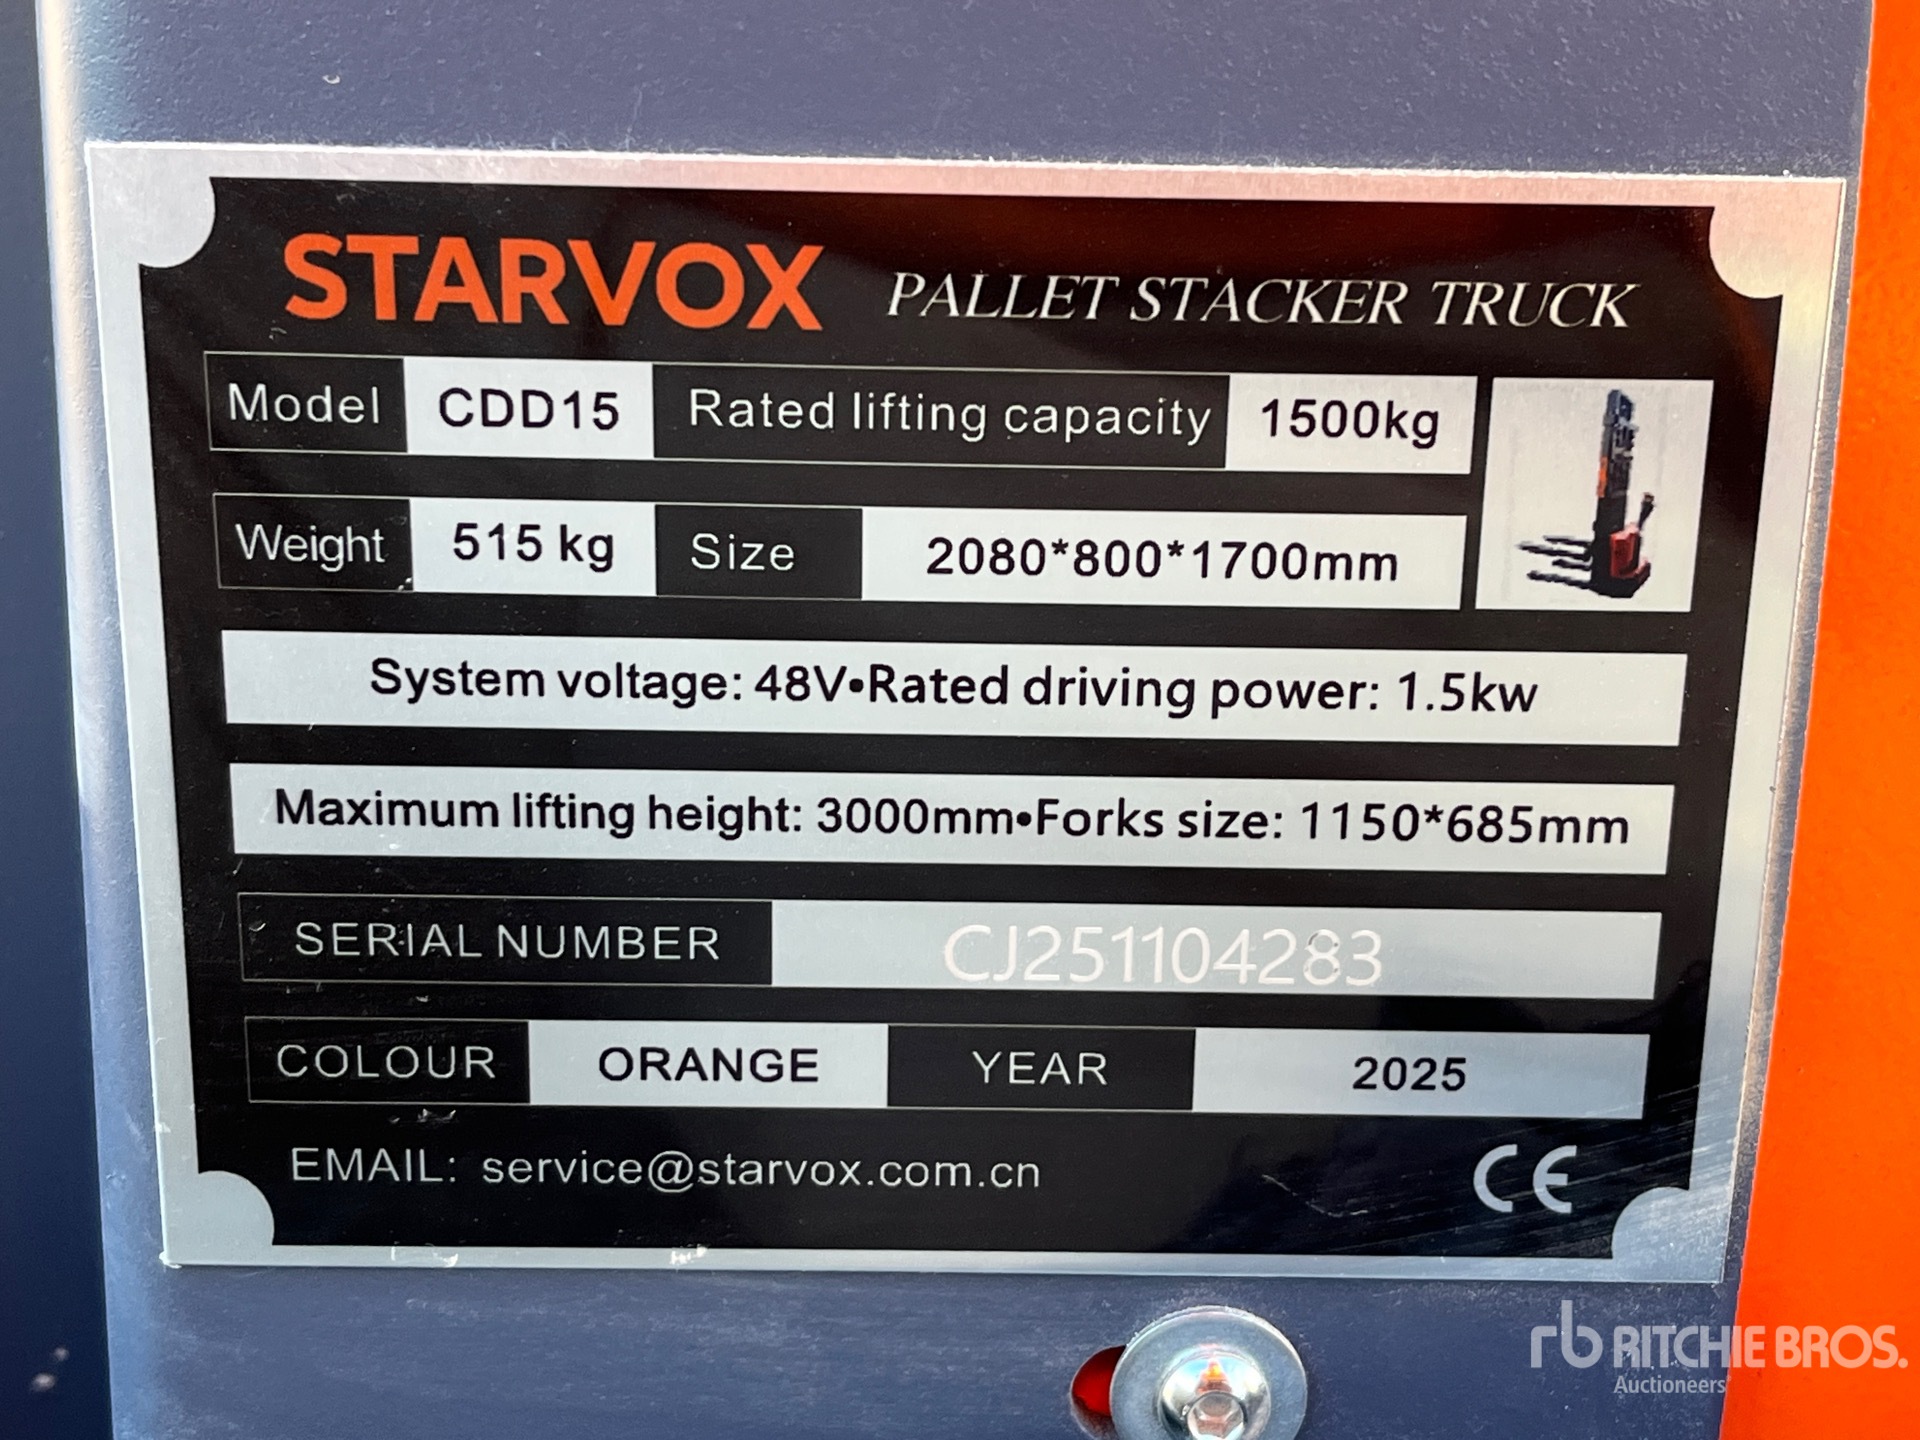 STARVOX PALLET STACKER TRUCK
Model CDD15 Rated lifting capacity 1500kg
Weight 515 kg Size 2080*800*1700mm
System voltage: 48V•Rated driving power: 1.5kw
Maximum lifting height: 3000mm•Forks size: 1150*685mm
SERIAL NUMBER CJ251104283
COLOUR ORANGE YEAR 2025
EMAIL: service@starvox.com.cn CE
rb RITCHIE BROS.
Auctioneers